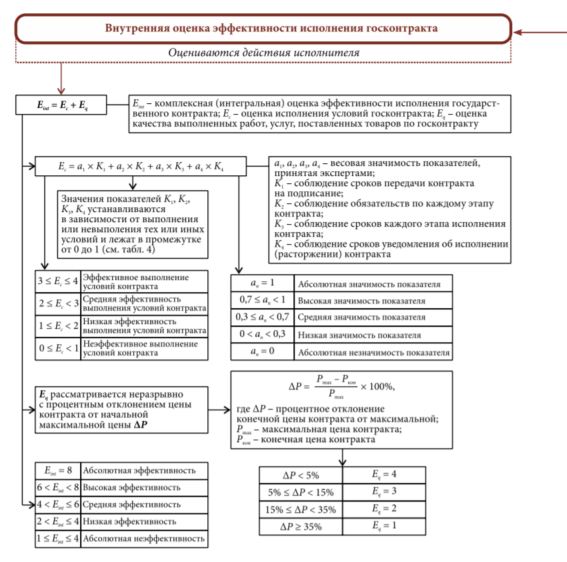 Внутренняя оценка эффективности исполнения госконтракта
Оцениваются действия исполнителя
E_int = E_c + E_q
E_int – комплексная (интегральная) оценка эффективности исполнения государст-
венного контракта; E_c – оценка исполнения условий госконтракта; E_q – оценка
качества выполненных работ, услуг, поставленных товаров по госконтракту
E_c = a₁ × K₁ + a₂ × K₂ + a₃ × K₃ + a₄ × K₄
a₁, a₂, a₃, a₄ – весовая значимость показателей,
принятая экспертами;
K₁ – соблюдение сроков передачи контракта
на подписание;
K₂ – соблюдение обязательств по каждому этапу
контракта;
K₃ – соблюдение сроков каждого этапа исполнения
контракта;
K₄ – соблюдение сроков уведомления об исполнении
(расторжении) контракта
Значения показателей K₁, K₂,
K₃, K₄ устанавливаются
в зависимости от выполнения
или невыполения тех или иных
условий и лежат в промежутке
от 0 до 1 (см. табл. 4)
3 ≤ E_c ≤ 4 Эффективное выполнение
условий контракта
2 ≤ E_c < 3 Средняя эффективность
выполнения условий контракта
1 ≤ E_c < 2 Низкая эффективность
выполнения условий контракта
0 ≤ E_c < 1 Неэффективное выполнение
условий контракта
a_n = 1 Абсолютная значимость показателя
0,7 ≤ a_n < 1 Высокая значимость показателя
0,3 ≤ a_n < 0,7 Средняя значимость показателя
0 < a_n < 0,3 Низкая значимость показателя
a_n = 0 Абсолютная незначимость показателя
E_q рассматривается неразрывно
с процентным отклонением цены
контракта от начальной
максимальной цены ΔP
ΔP = (P_max – P_кон) / P_max × 100%,
где ΔP – процентное отклонение
конечной цены контракта от максимальной;
P_max – максимальная цена контракта;
P_кон – конечная цена контракта
E_int = 8 Абсолютная эффективность
6 < E_int < 8 Высокая эффективность
4 < E_int ≤ 6 Средняя эффективность
2 < E_int ≤ 4 Низкая эффективность
1 ≤ E_int ≤ 4 Абсолютная неэффективность
ΔP < 5% E_q = 4
5% ≤ ΔP < 15% E_q = 3
15% ≤ ΔP < 35% E_q = 2
ΔP ≥ 35% E_q = 1